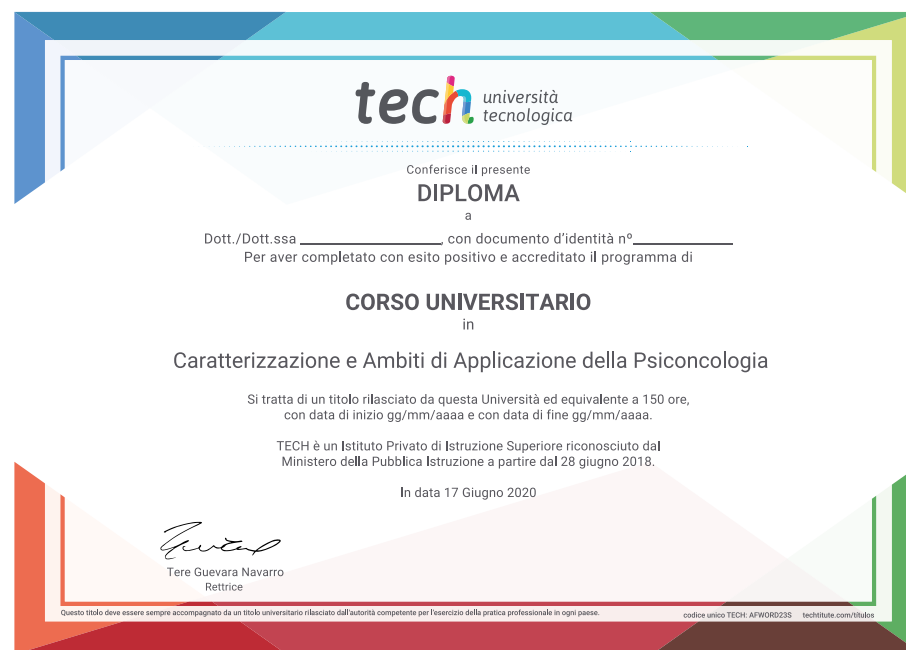 tech università
tecnologica
Conferisce il presente
DIPLOMA
a
Dott./Dott.ssa ____________________, con documento d'identità nº______________
Per aver completato con esito positivo e accreditato il programma di
CORSO UNIVERSITARIO
in
Caratterizzazione e Ambiti di Applicazione della Psiconcologia
Si tratta di un titolo rilasciato da questa Università ed equivalente a 150 ore,
con data di inizio gg/mm/aaaa e con data di fine gg/mm/aaaa.
TECH è un Istituto Privato di Istruzione Superiore riconosciuto dal
Ministero della Pubblica Istruzione a partire dal 28 giugno 2018.
In data 17 Giugno 2020
Tere Guevara Navarro
Rettrice
Questo titolo deve essere sempre accompagnato da un titolo universitario rilasciato dall'autorità competente per l'esercizio della pratica professionale in ogni paese.
codice unico TECH: AFWORD23S techtitute.com/títulos